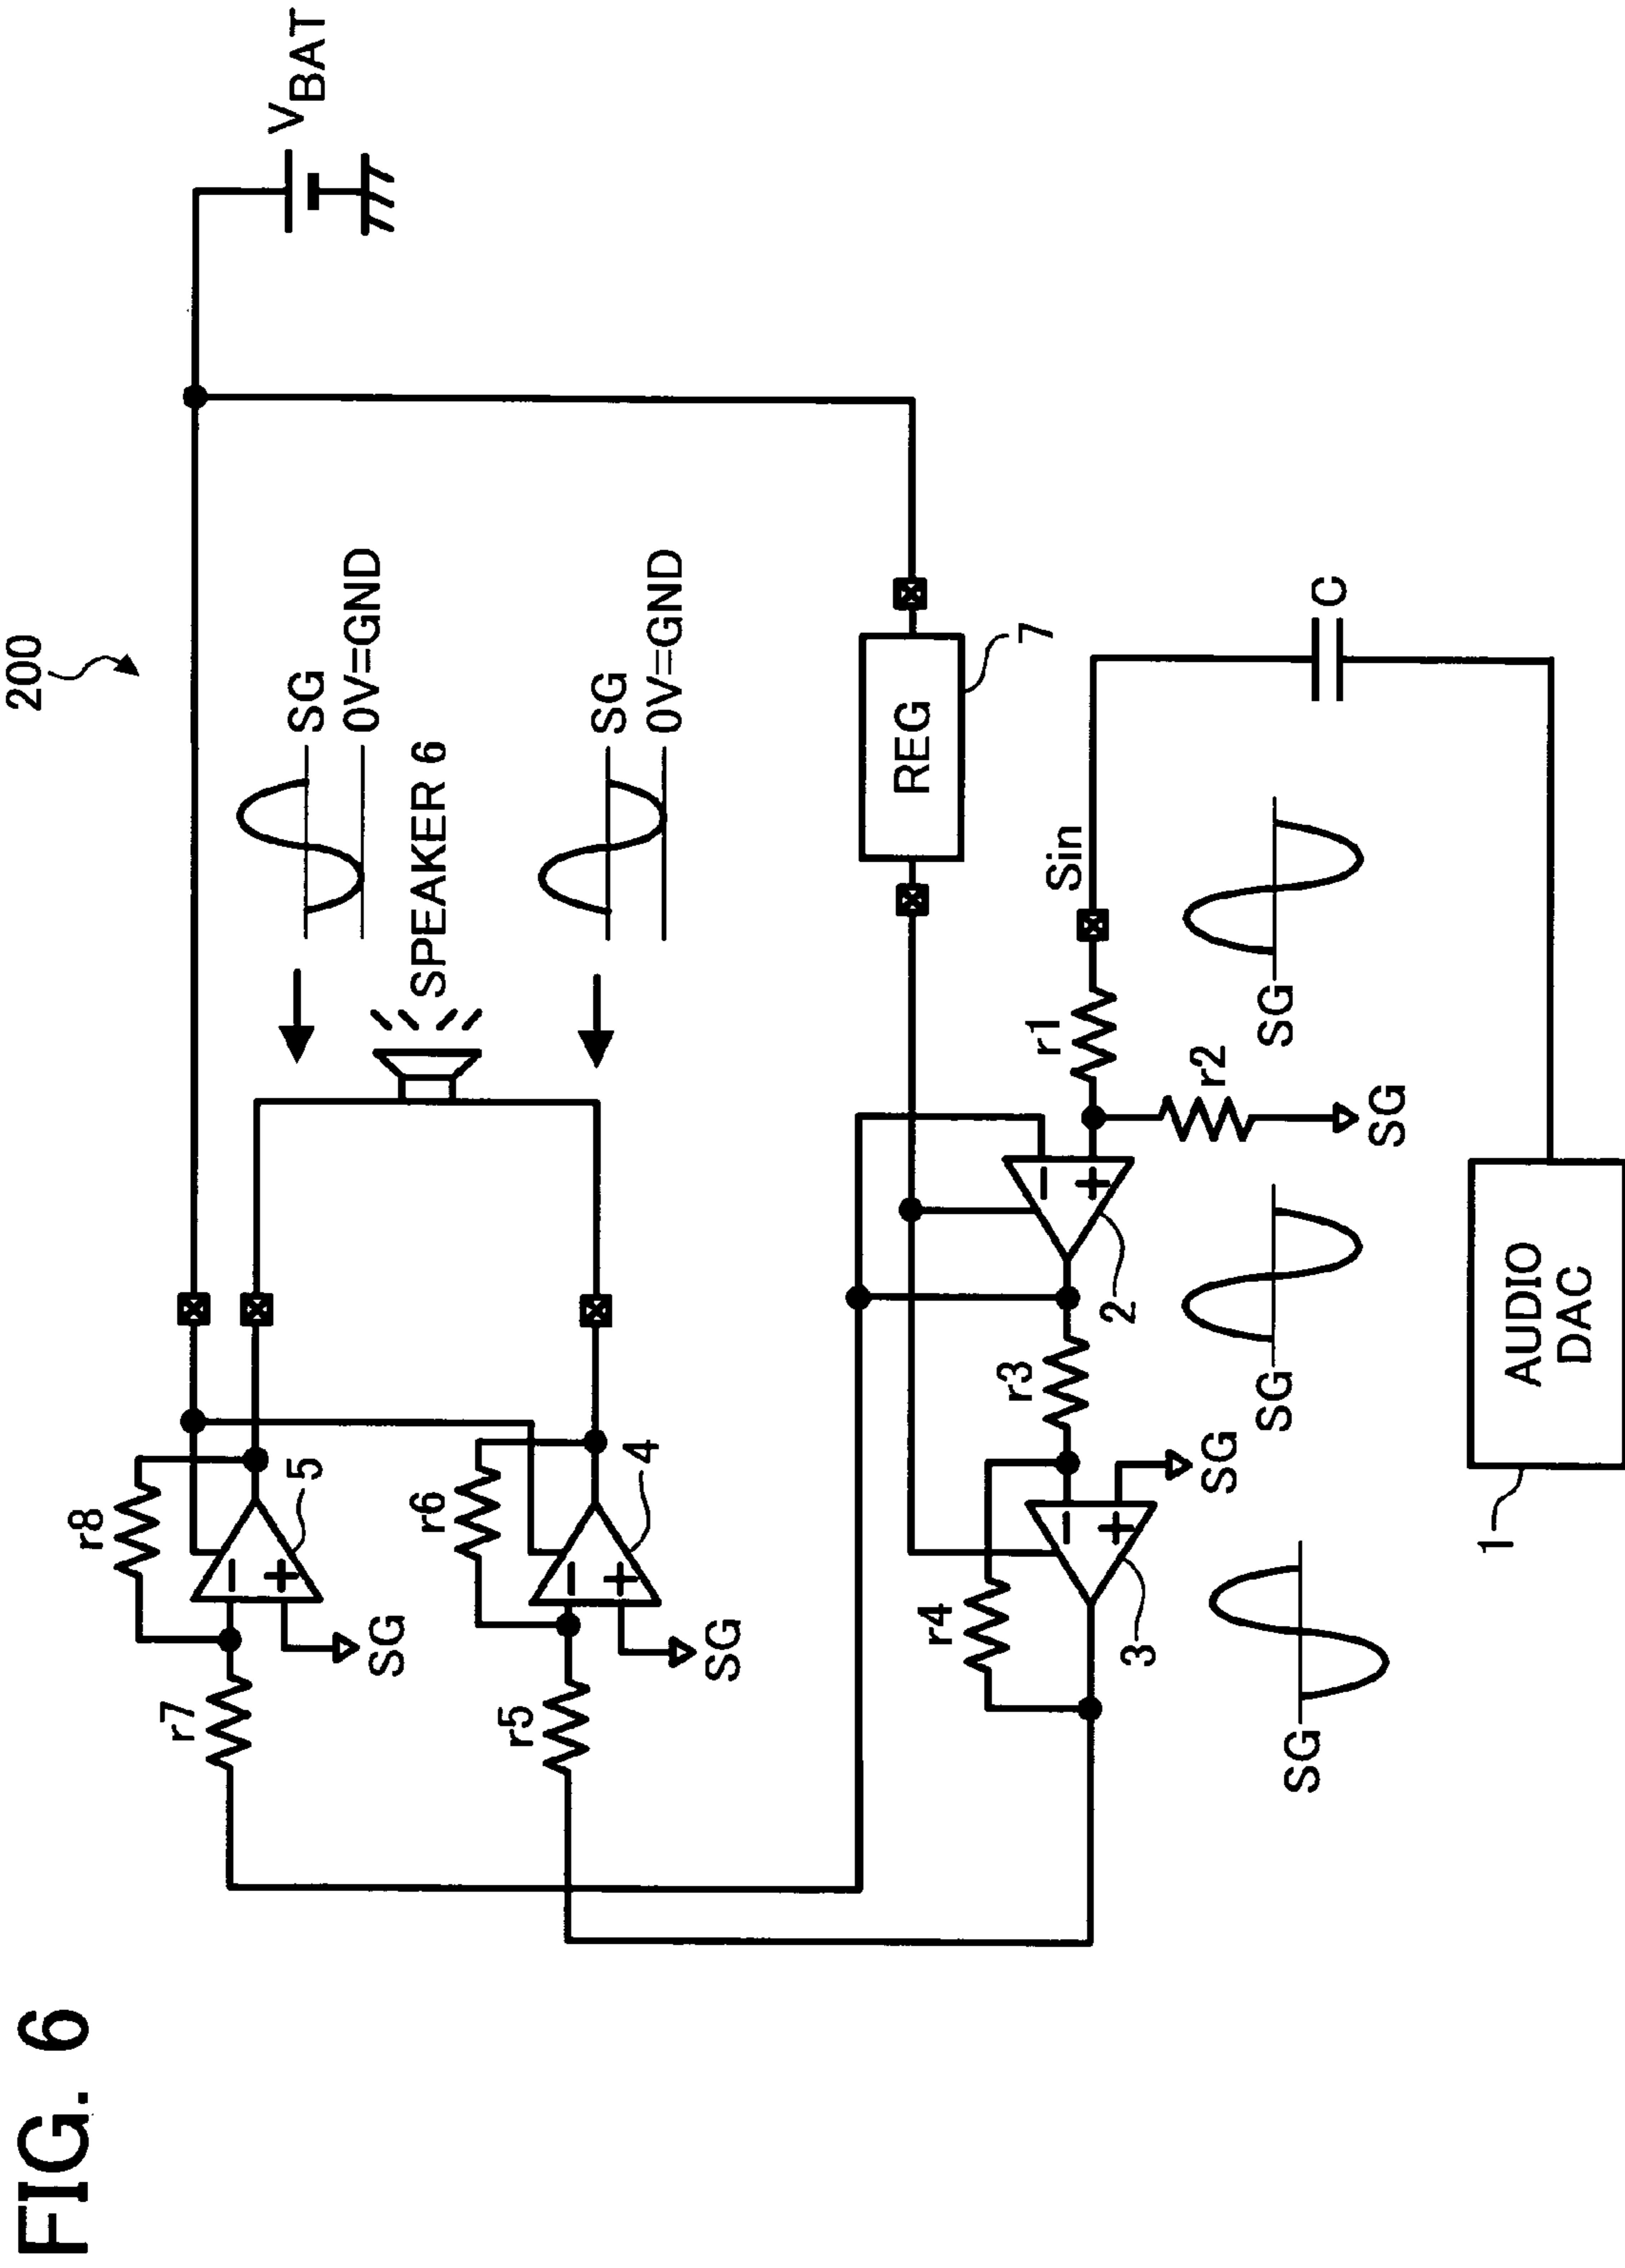 FIG. 6
200
r8
r7
5
SG
VBAT
0V=GND
SG
SPEAKER 6
r6
r5
SG
4
0V=GND
SG
REG
r4
r3
7
r1
Sin
2
3
r2
SG
SG
SG
SG
C
SG
1
AUDIO
DAC